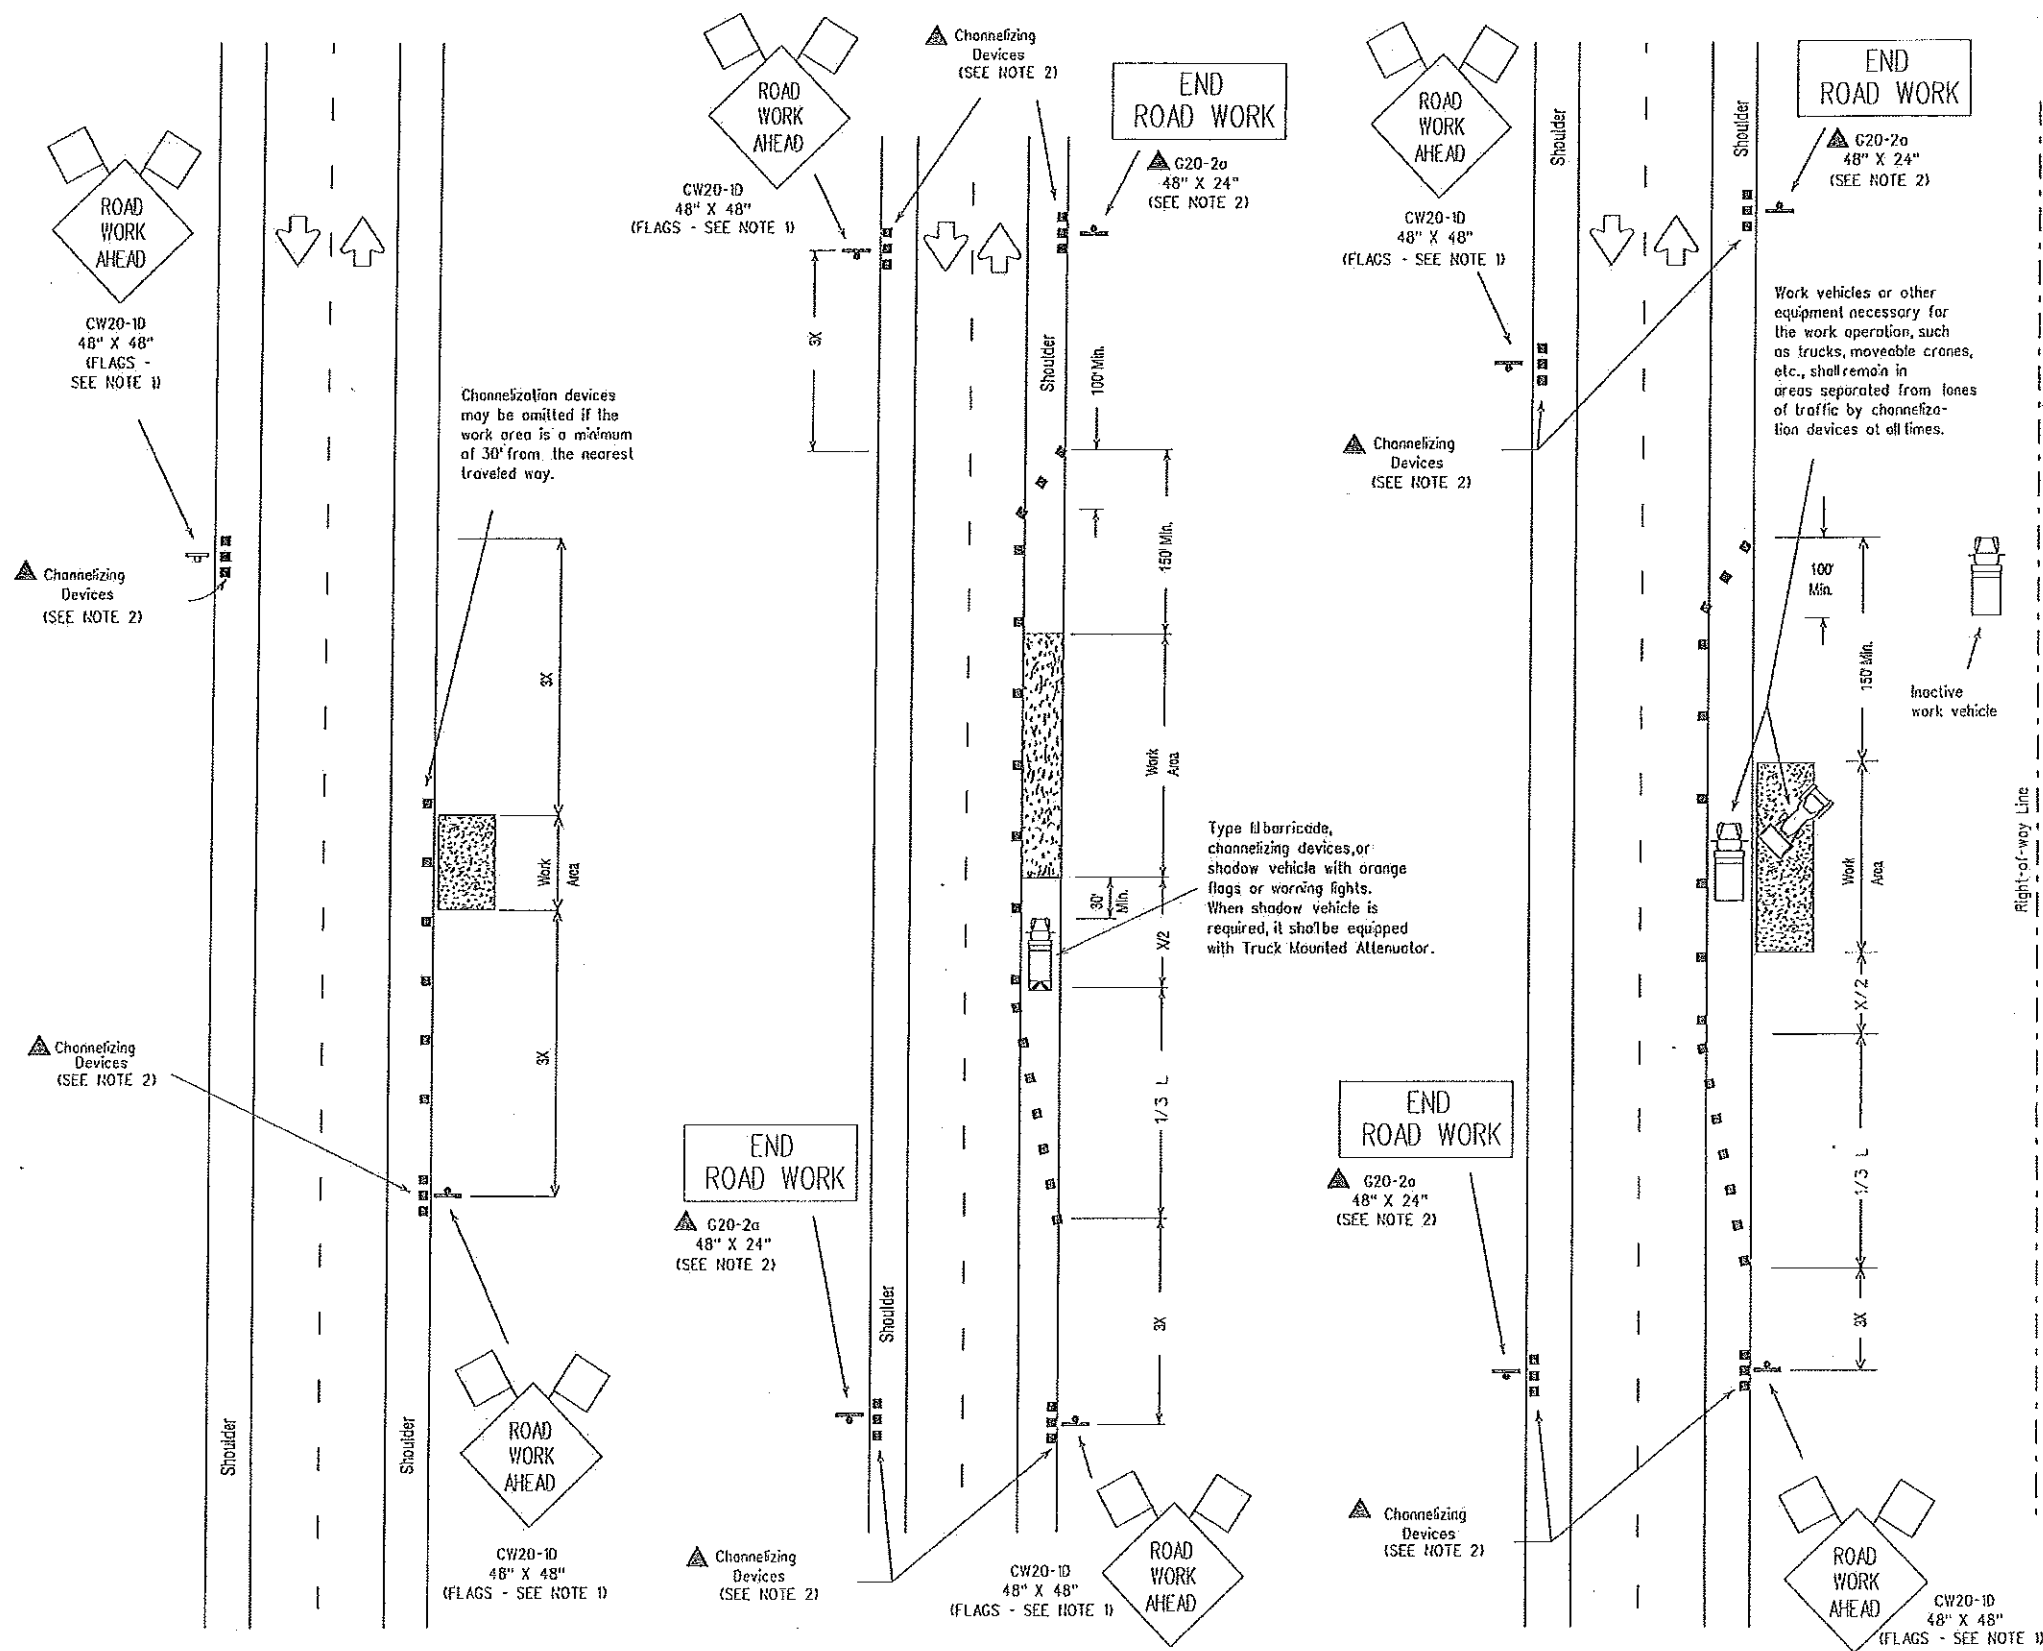 ROAD
WORK
AHEAD
CW20-1D
48" X 48"
(FLAGS -
SEE NOTE 1)
Channelizing
Devices
(SEE NOTE 2)
Channelization devices
may be omitted if the
work area is a minimum
of 30' from the nearest
traveled way.
3X
Work
Area
3X
Channelizing
Devices
(SEE NOTE 2)
Shoulder
Shoulder
ROAD
WORK
AHEAD
CW20-1D
48" X 48"
(FLAGS - SEE NOTE 1)
ROAD
WORK
AHEAD
CW20-1D
48" X 48"
(FLAGS - SEE NOTE 1)
Channelizing
Devices
(SEE NOTE 2)
END
ROAD WORK
G20-2a
48" X 24"
(SEE NOTE 2)
3X
Shoulder
100' Min.
150' Min.
Work
Area
30'
Min.
X/2
Type III barricade,
channelizing devices, or
shadow vehicle with orange
flags or warning lights.
When shadow vehicle is
required, it shall be equipped
with Truck Mounted Attenuator.
1/3 L
3X
END
ROAD WORK
G20-2a
48" X 24"
(SEE NOTE 2)
Shoulder
Channelizing
Devices
(SEE NOTE 2)
CW20-1D
48" X 48"
(FLAGS - SEE NOTE 1)
ROAD
WORK
AHEAD
ROAD
WORK
AHEAD
CW20-1D
48" X 48"
(FLAGS - SEE NOTE 1)
Shoulder
Shoulder
END
ROAD WORK
G20-2a
48" X 24"
(SEE NOTE 2)
Work vehicles or other
equipment necessary for
the work operation, such
as trucks, moveable cranes,
etc., shall remain in
areas separated from lanes
of traffic by channeliza-
tion devices at all times.
Channelizing
Devices
(SEE NOTE 2)
100'
Min.
150' Min.
Inactive
work vehicle
Work
Area
Right-of-way Line
X/2
1/3 L
3X
END
ROAD WORK
G20-2a
48" X 24"
(SEE NOTE 2)
Channelizing
Devices
(SEE NOTE 2)
ROAD
WORK
AHEAD
CW20-1D
48" X 48"
(FLAGS - SEE NOTE 1)